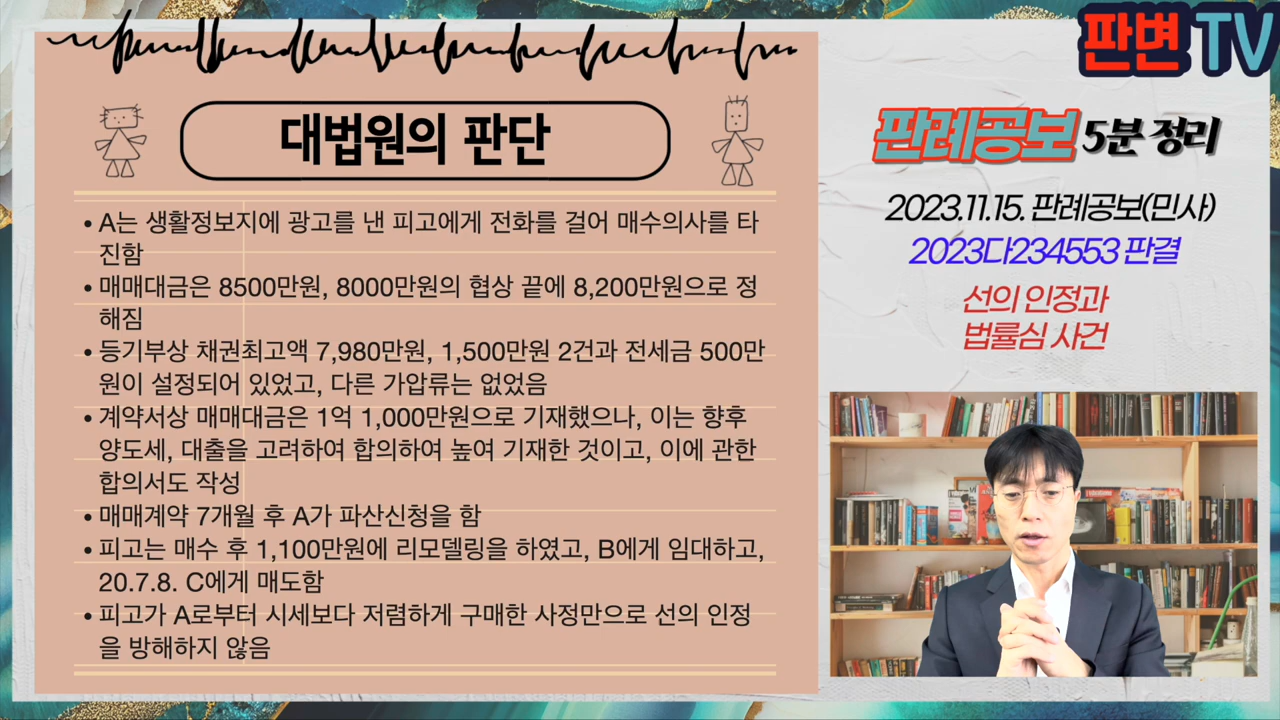 판변 TV
대법원의 판단
• A는 생활정보지에 광고를 낸 피고에게 전화를 걸어 매수의사를 타
진함
• 매매대금은 8500만원, 8000만원의 협상 끝에 8,200만원으로 정
해짐
• 등기부상 채권최고액 7,980만원, 1,500만원 2건과 전세금 500만
원이 설정되어 있었고, 다른 가압류는 없었음
• 계약서상 매매대금은 1억 1,000만원으로 기재했으나, 이는 향후
양도세, 대출을 고려하여 합의하여 높여 기재한 것이고, 이에 관한
합의서도 작성
• 매매계약 7개월 후 A가 파산신청을 함
• 피고는 매수 후 1,100만원에 리모델링을 하였고, B에게 임대하고,
20.7.8. C에게 매도함
• 피고가 A로부터 시세보다 저렴하게 구매한 사정만으로 선의 인정
을 방해하지 않음
판례공보 5분 정리
2023.11.15. 판례공보(민사)
2023다234553 판결
선의 인정과
법률심 사건